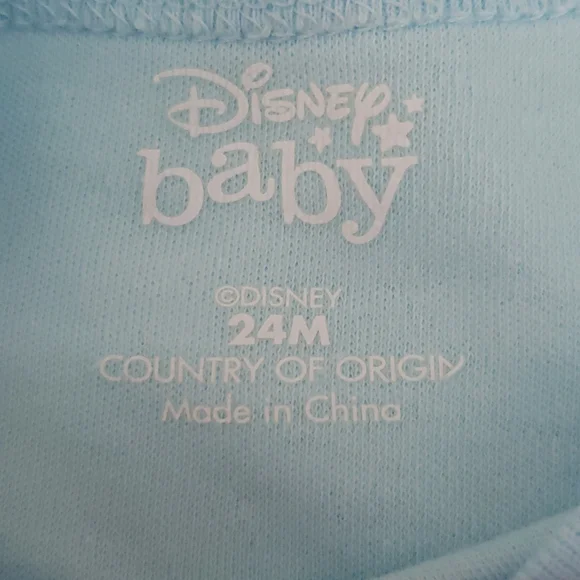 Disney
baby
©DISNEY
24M
COUNTRY OF ORIGIN
Made in China